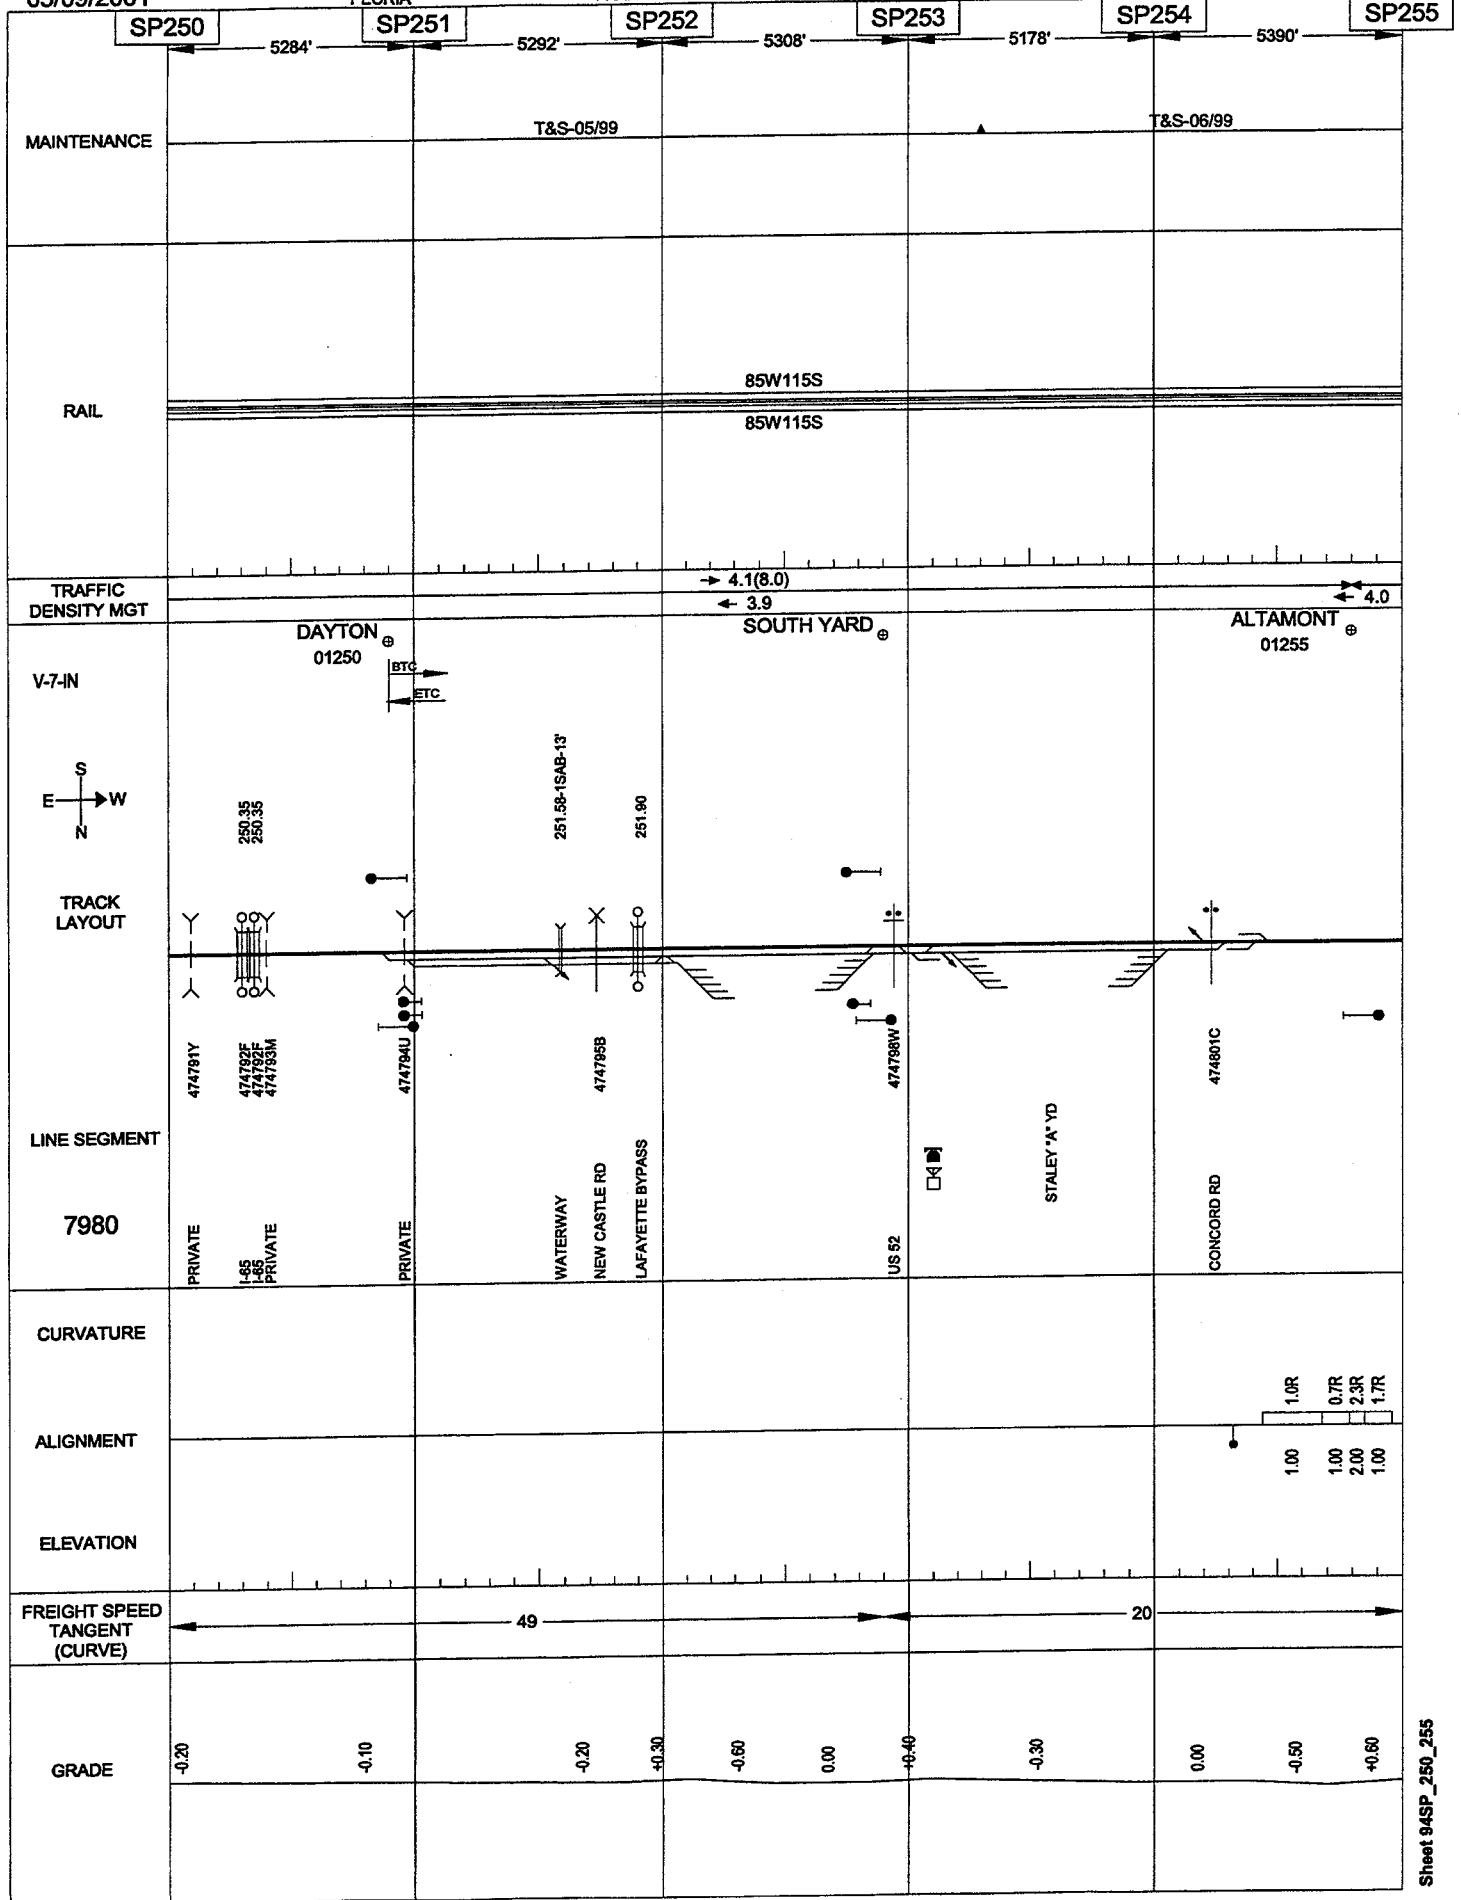 SP250
SP251
SP252
SP253
SP254
SP255
5284'
5292'
5308'
5178'
5390'
MAINTENANCE
T&S-05/99
T&S-06/99
RAIL
85W115S
85W115S
TRAFFIC
DENSITY MGT
4.1(8.0)
3.9
4.0
V-7-IN
DAYTON
01250
SOUTH YARD
ALTAMONT
01255
BTC
ETC
S
E W
N
250.35
250.35
251.58-1SAB-13'
251.90
TRACK
LAYOUT
474791Y
474792F
474792F
474793M
474794U
474795B
474798W
474801C
LINE SEGMENT
7980
PRIVATE
I-65
I-65
PRIVATE
PRIVATE
WATERWAY
NEW CASTLE RD
LAFAYETTE BYPASS
US 52
STALEY "A" YD
CONCORD RD
CURVATURE
1.0R
0.7R
2.3R
1.7R
ALIGNMENT
1.00
1.00
2.00
1.00
ELEVATION
FREIGHT SPEED
TANGENT
(CURVE)
49
20
GRADE
-0.20
-0.10
-0.20
+0.30
-0.60
0.00
+0.40
-0.30
0.00
-0.50
+0.60
Sheet 94SP_250_255